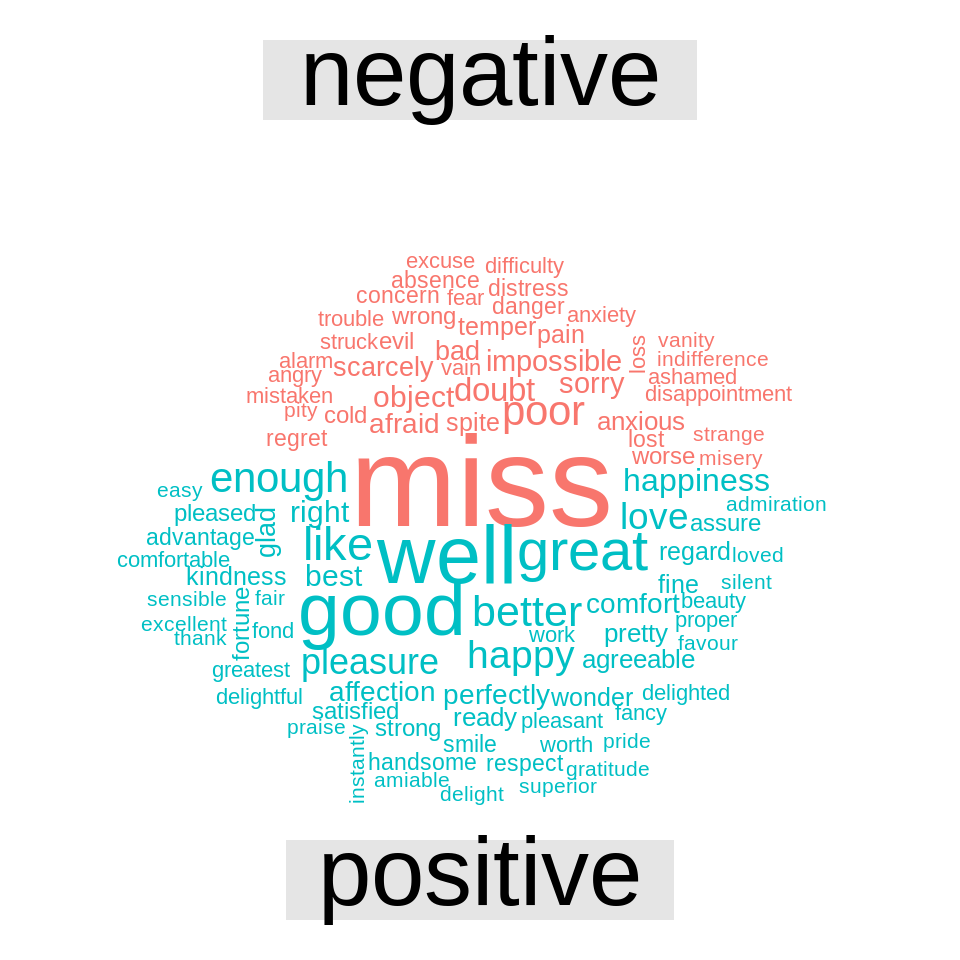 negative
excuse
difficulty
absence
distress
concern
fear
danger
trouble
wrong
temper
anxiety
struck
evil
bad
pain
loss
vanity
alarm
scarcely
vain
impossible
indifference
angry
object
doubt
sorry
ashamed
mistaken
disappointment
pity
cold
afraid
spite
poor
anxious
regret
lost
strange
worse
misery
miss
easy
enough
happiness
pleased
glad
right
love
admiration
assure
advantage
like
well
great
regard
loved
comfortable
kindness
best
fine
silent
sensible
fortune
fair
good
better
comfort
beauty
excellent
thank
fond
work
pretty
proper
favour
greatest
pleasure
happy
agreeable
delightful
affection
perfectly
wonder
delighted
satisfied
ready
pleasant
fancy
praise
instantly
strong
smile
worth
pride
handsome
respect
gratitude
amiable
delight
superior
positive